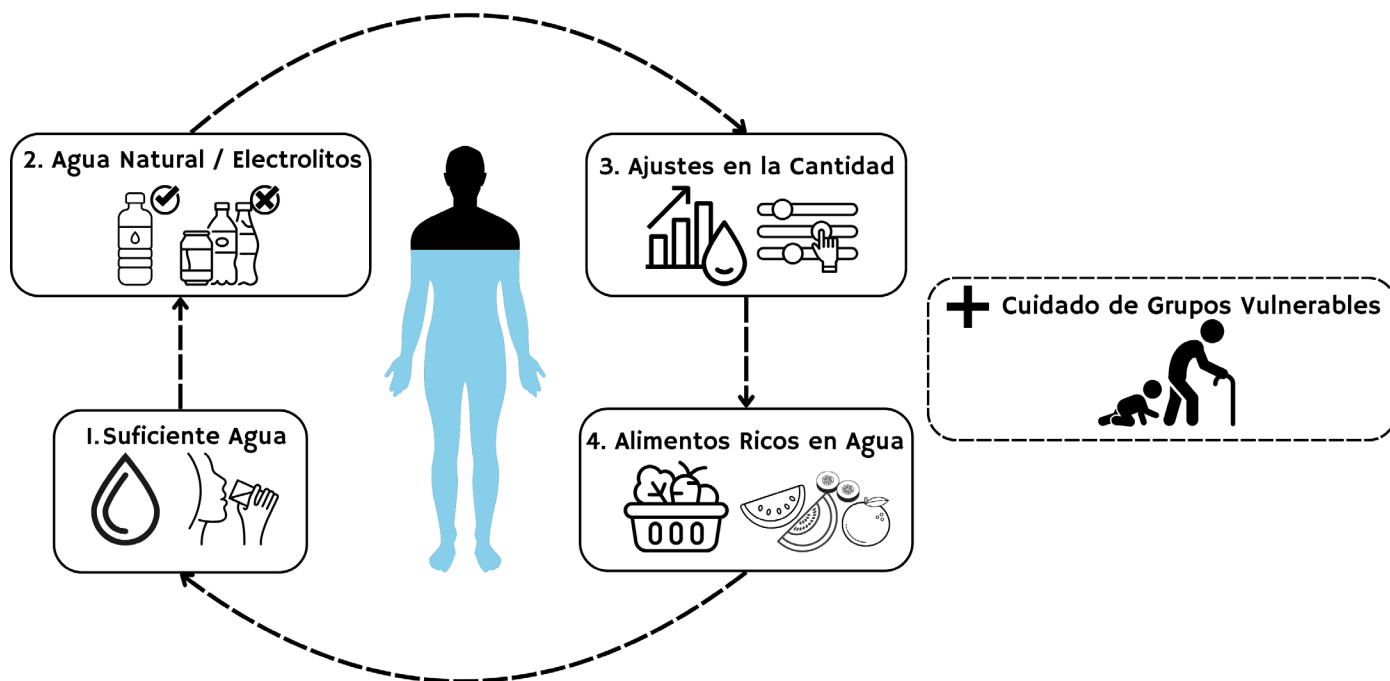 1. Suficiente Agua
2. Agua Natural / Electrolitos
3. Ajustes en la Cantidad
4. Alimentos Ricos en Agua
+ Cuidado de Grupos Vulnerables